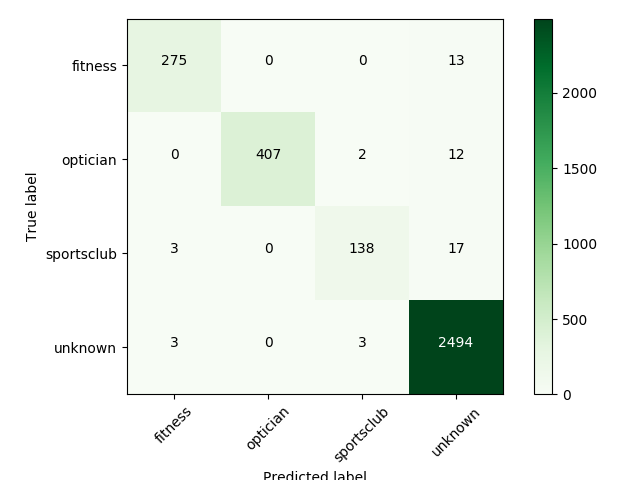 fitness 275 0 0 13
optician 0 407 2 12
sportsclub 3 0 138 17
unknown 3 0 3 2494
True label
fitness optician sportsclub unknown
Predicted label
2000
1500
1000
500
0